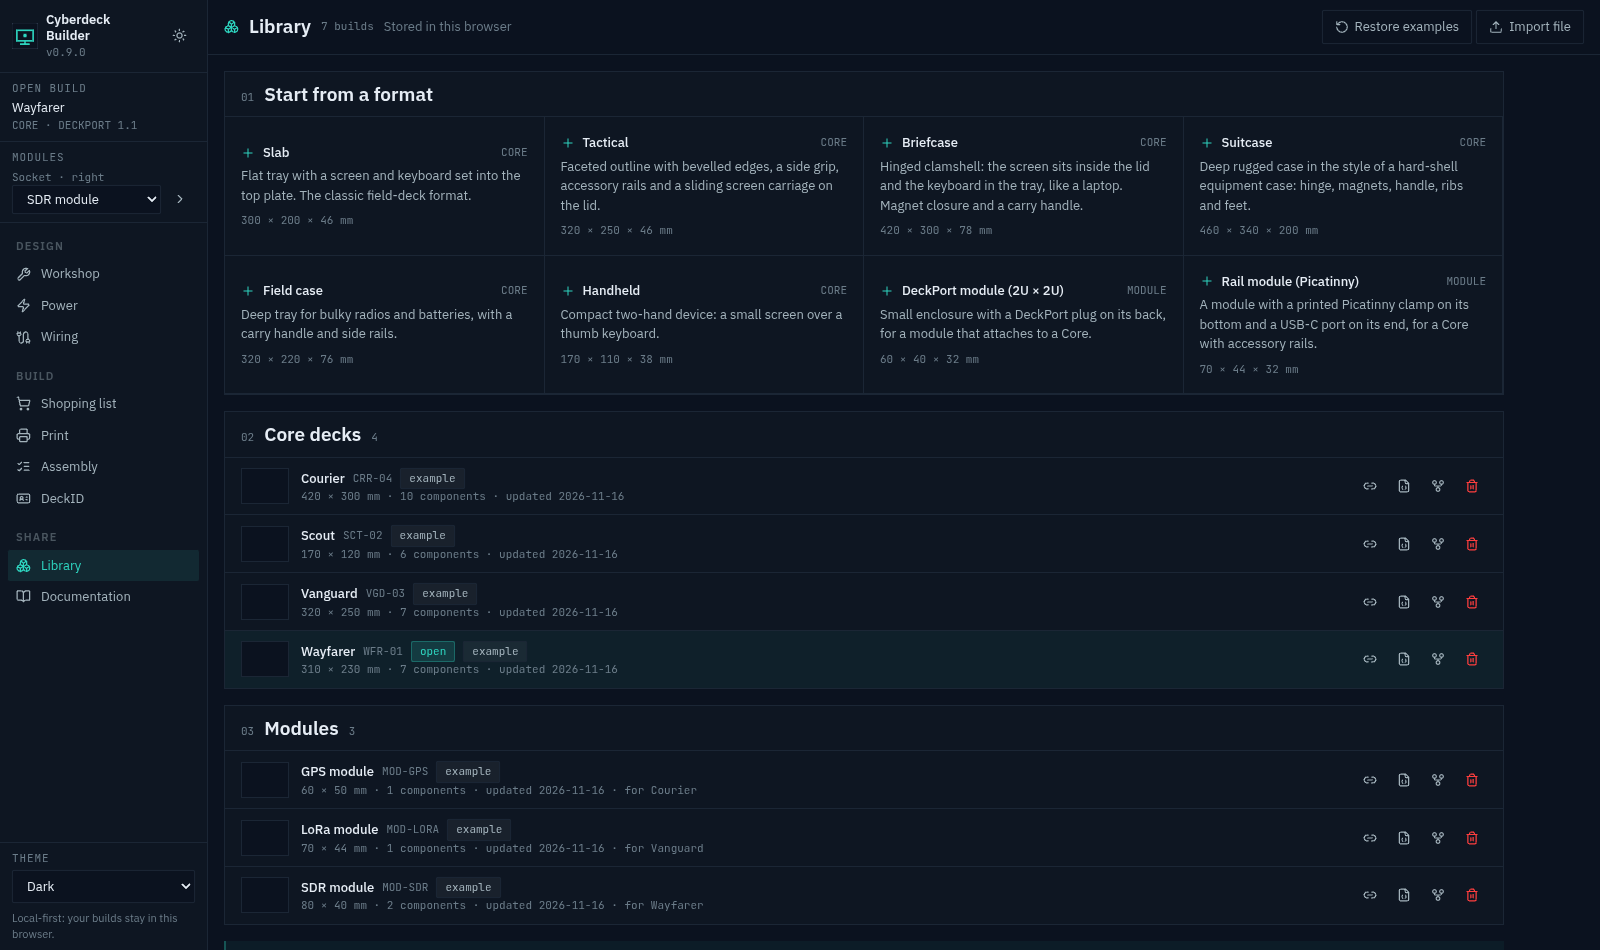 Cyberdeck
Builder
v0.9.0
OPEN BUILD
Wayfarer
CORE · DECKPORT 1.1
MODULES
Socket · right
SDR module
DESIGN
Workshop
Power
Wiring
BUILD
Shopping list
Print
Assembly
DeckID
SHARE
Library
Documentation
THEME
Dark
Local-first: your builds stay in this
browser.
Library 7 builds Stored in this browser
Restore examples
Import file
01 Start from a format
Slab CORE
Flat tray with a screen and keyboard set into the
top plate. The classic field-deck format.
300 × 200 × 46 mm
Tactical CORE
Faceted outline with bevelled edges, a side grip,
accessory rails and a sliding screen carriage on
the lid.
320 × 250 × 46 mm
Briefcase CORE
Hinged clamshell: the screen sits inside the lid
and the keyboard in the tray, like a laptop.
Magnet closure and a carry handle.
420 × 300 × 78 mm
Suitcase CORE
Deep rugged case in the style of a hard-shell
equipment case: hinge, magnets, handle, ribs
and feet.
460 × 340 × 200 mm
Field case CORE
Deep tray for bulky radios and batteries, with a
carry handle and side rails.
320 × 220 × 76 mm
Handheld CORE
Compact two-hand device: a small screen over a
thumb keyboard.
170 × 110 × 38 mm
DeckPort module (2U × 2U) MODULE
Small enclosure with a DeckPort plug on its back,
for a module that attaches to a Core.
60 × 40 × 32 mm
Rail module (Picatinny) MODULE
A module with a printed Picatinny clamp on its
bottom and a USB-C port on its end, for a Core
with accessory rails.
70 × 44 × 32 mm
02 Core decks 4
Courier CRR-04 example
420 × 300 mm · 10 components · updated 2026-11-16
Scout SCT-02 example
170 × 120 mm · 6 components · updated 2026-11-16
Vanguard VGD-03 example
320 × 250 mm · 7 components · updated 2026-11-16
Wayfarer WFR-01 open example
310 × 230 mm · 7 components · updated 2026-11-16
03 Modules 3
GPS module MOD-GPS example
60 × 50 mm · 1 components · updated 2026-11-16 · for Courier
LoRa module MOD-LORA example
70 × 44 mm · 1 components · updated 2026-11-16 · for Vanguard
SDR module MOD-SDR example
80 × 40 mm · 2 components · updated 2026-11-16 · for Wayfarer